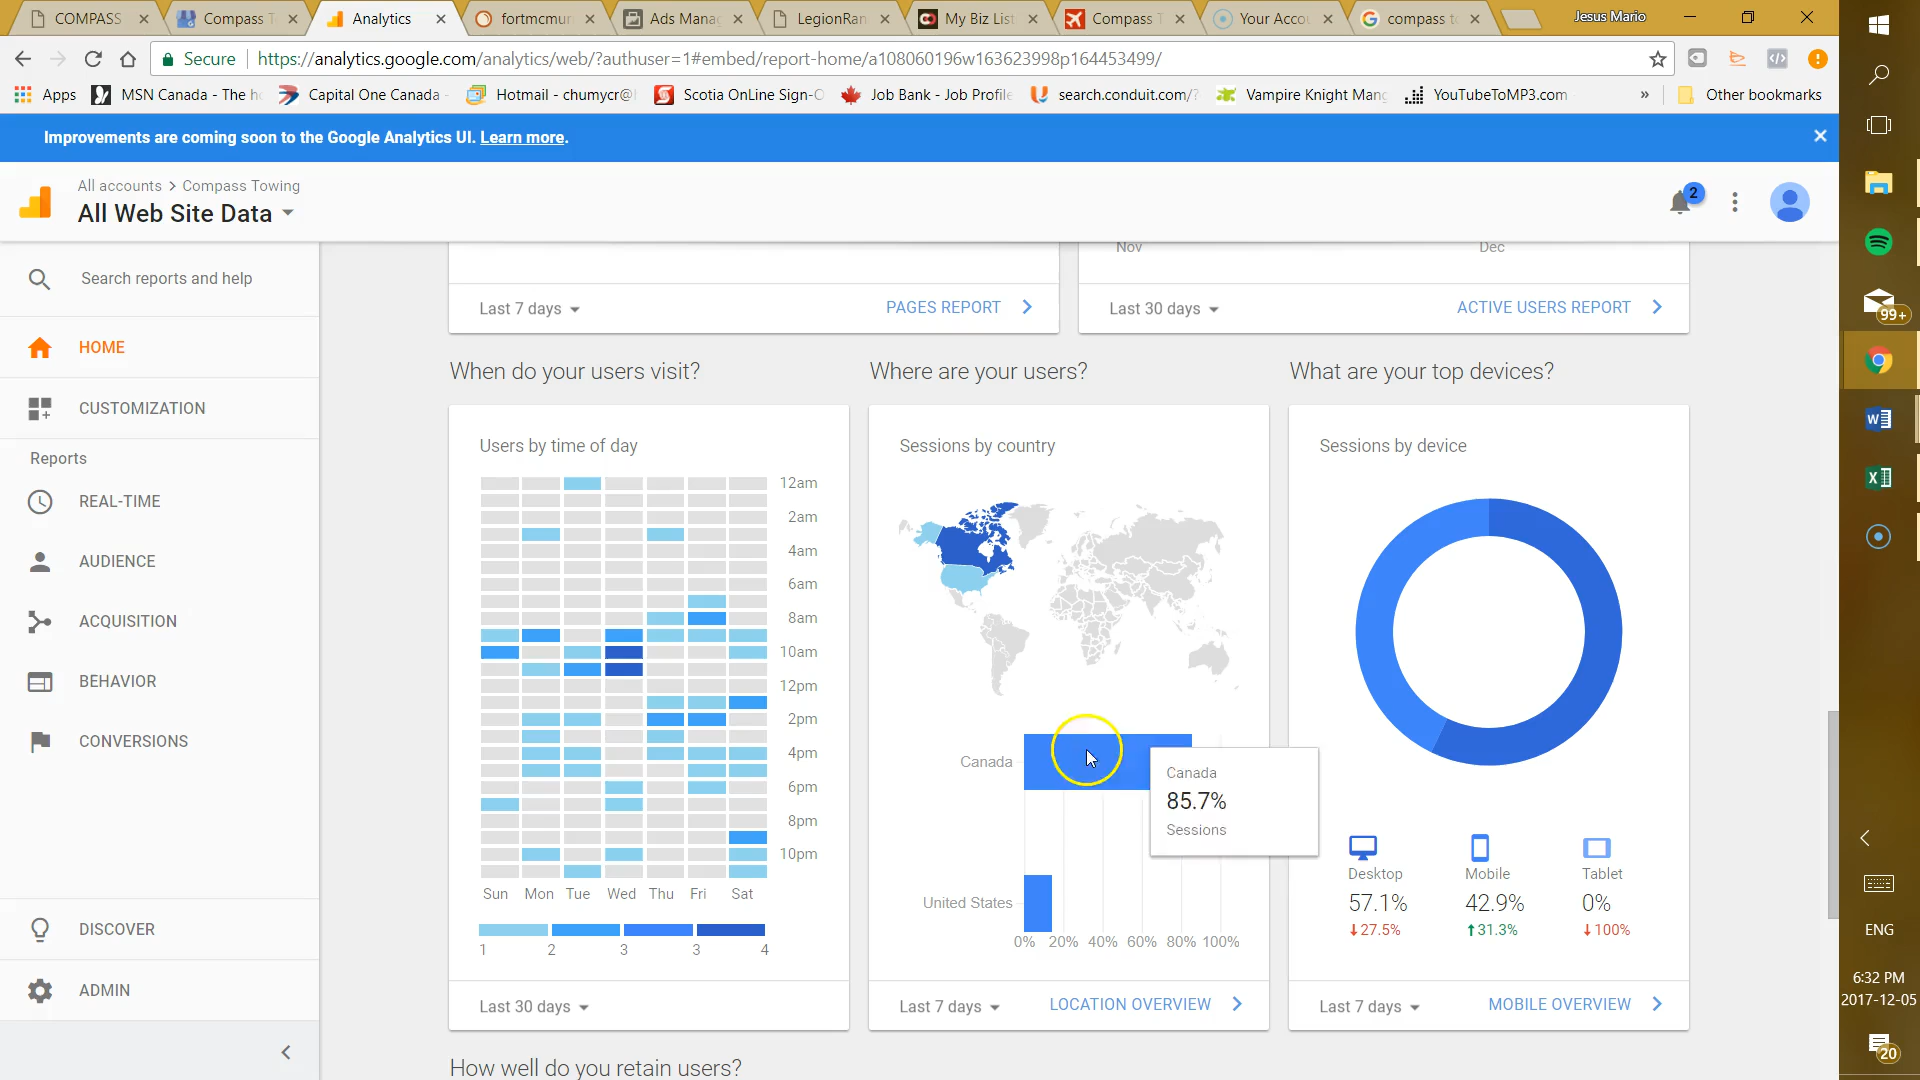 COMPASS
Compass T
Analytics
fortmcmur
Ads Manag
LegionRan
My Biz List
Compass T
Your Accou
compass to
Jesus Mario
Secure
https://analytics.google.com/analytics/web/?authuser=1#embed/report-home/a108060196w163623998p164453499/
Apps
MSN Canada - The h
Capital One Canada
Hotmail - chumycr@
Scotia OnLine Sign-O
Job Bank - Job Profile
search.conduit.com/?
Vampire Knight Mang
YouTubeToMP3.com
»
Other bookmarks
Improvements are coming soon to the Google Analytics UI. Learn more.
All accounts > Compass Towing
All Web Site Data
2
Search reports and help
HOME
CUSTOMIZATION
Reports
REAL-TIME
AUDIENCE
ACQUISITION
BEHAVIOR
CONVERSIONS
DISCOVER
ADMIN
Nov
Dec
Last 7 days
PAGES REPORT
Last 30 days
ACTIVE USERS REPORT
When do your users visit?
Users by time of day
12am
2am
4am
6am
8am
10am
12pm
2pm
4pm
6pm
8pm
10pm
Sun Mon Tue Wed Thu Fri Sat
1 2 3 3 4
Last 30 days
Where are your users?
Sessions by country
Canada
Canada
85.7%
Sessions
United States
0% 20% 40% 60% 80% 100%
Last 7 days
LOCATION OVERVIEW
What are your top devices?
Sessions by device
Desktop
57.1%
27.5%
Mobile
42.9%
31.3%
Tablet
0%
100%
Last 7 days
MOBILE OVERVIEW
How well do you retain users?
99+
ENG
6:32 PM
2017-12-05
20